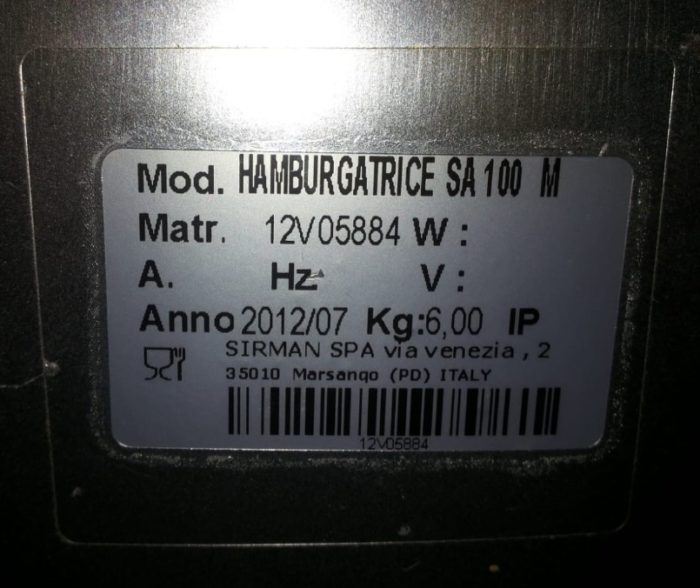 Mod. HAMBURGATRICE SA 100 M
Matr. 12V05884 W :
A. Hz V :
Anno 2012/07 Kg:6,00 IP
SIRMAN SPA via venezia , 2
35010 Marsango (PD) ITALY
12V05884